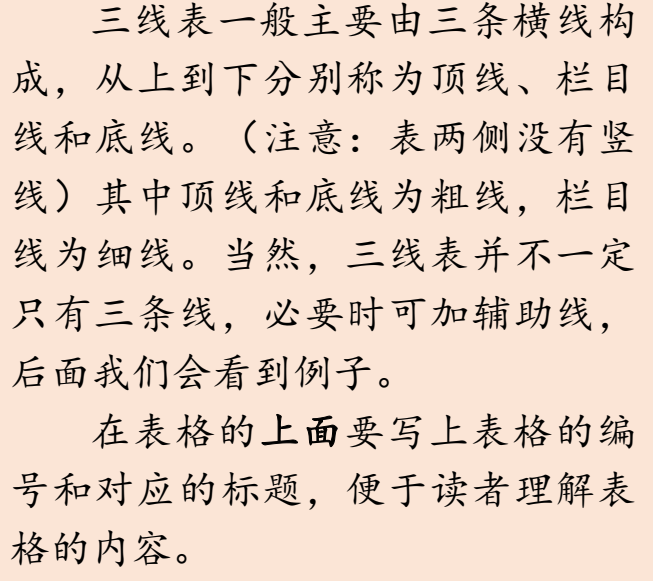 三线表一般主要由三条横线构
成，从上到下分别称为顶线、栏目
线和底线。（注意：表两侧没有竖
线）其中顶线和底线为粗线，栏目
线为细线。当然，三线表并不一定
只有三条线，必要时可加辅助线，
后面我们会看到例子。
在表格的上面要写上表格的编
号和对应的标题，便于读者理解表
格的内容。